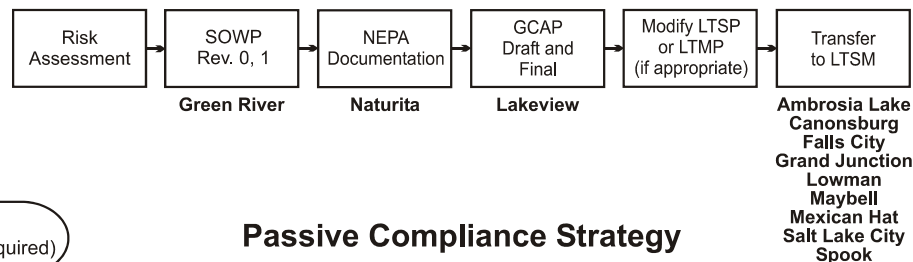 Risk
Assessment
SOWP
Rev. 0, 1
NEPA
Documentation
GCAP
Draft and
Final
Modify LTSP
or LTMP
(if appropriate)
Transfer
to LTSM
Green River
Naturita
Lakeview
Ambrosia Lake
Canonsburg
Falls City
Grand Junction
Lowman
Maybell
Mexican Hat
Salt Lake City
Spook
Passive Compliance Strategy